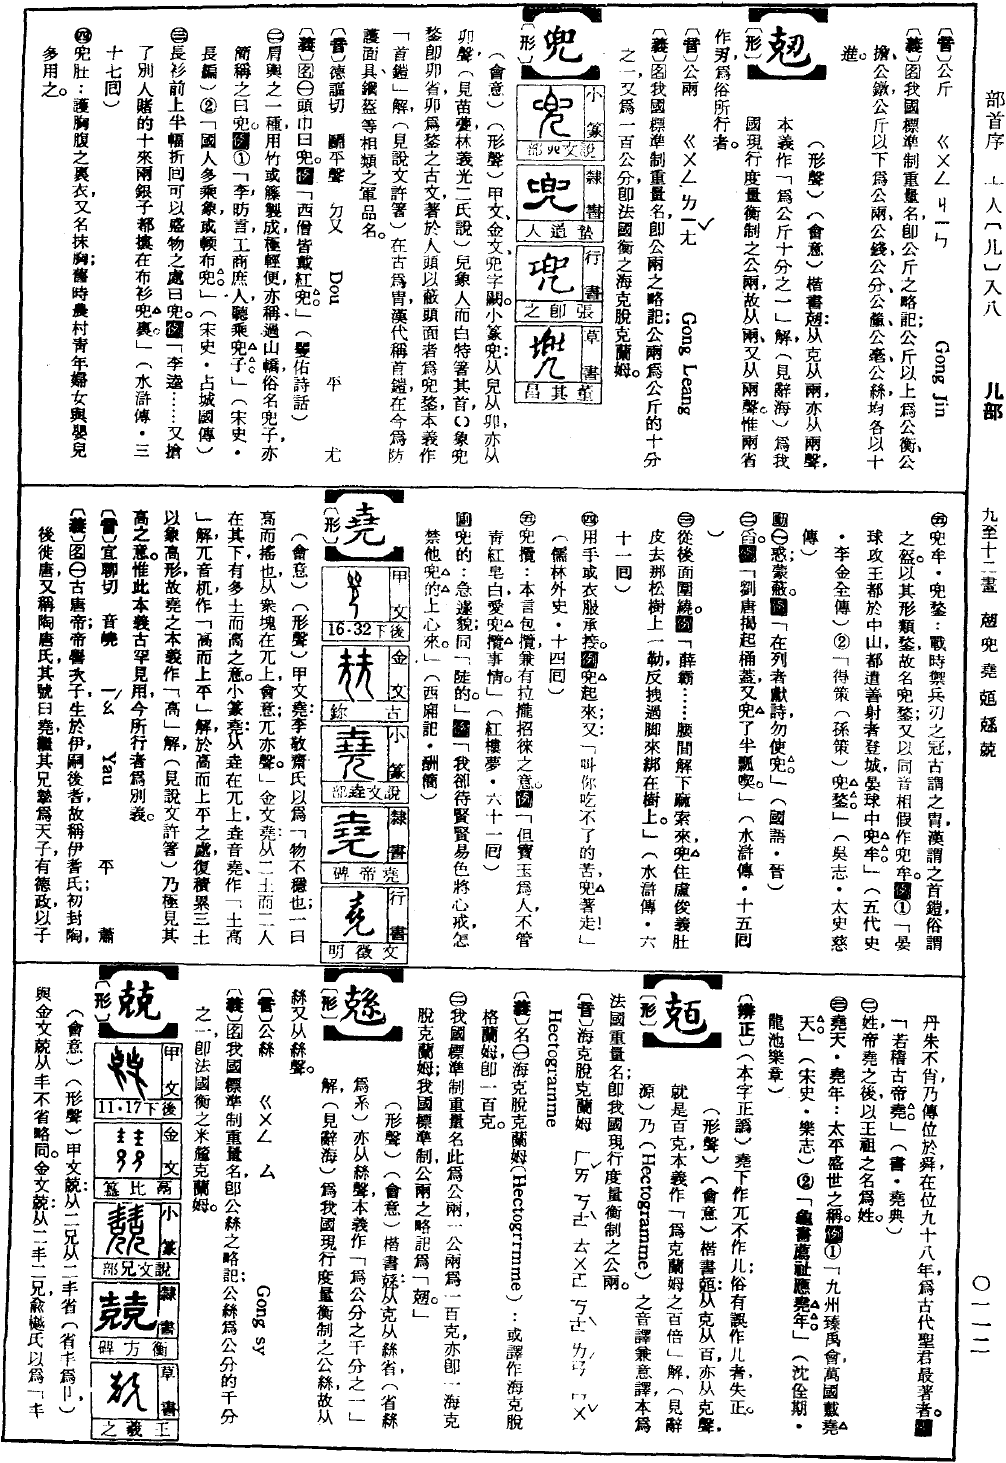 部首序 亠人(儿)入八
儿部
九至十二畫 兛兜堯兡兝兢
〇一一二
〔音〕公斤 ㄍㄨㄥ ㄐㄧㄣ Gong Jin
〔義〕名我國標準制重量名,卽公斤之略記;公斤以上爲公衡、公
擔、公鐓,公斤以下爲公兩、公錢、公分、公釐、公毫、公絲,均各以十
進。
〔形〕
(形聲)(會意)楷書从克从兩,亦从兩聲,
本義作「爲公斤十分之一」解(見辭海)爲我
國現行度量衡制之公兩,故从兩;又从兩聲。惟兩省
作刃爲俗所行者。
〔音〕公兩 ㄍㄨㄥ ㄌㄧㄤˇ Gong Leang
〔義〕名我國標準制重量名,卽公兩之略記;公兩爲公斤的十分
之一,又爲一百公分,卽法國衡之海克脫克蘭姆。
兜
〔形〕
小篆 說文㒳部
隸書 蟄道人
行書 張卽之
草書 董其昌
(會意)(形聲)甲文、金文兜字闕。小篆兜:从皃从卯,亦从
卯聲(見苗夔、林義光二氏說)皃象人而白特著其首,
鍪卽卯省,卯爲鍪之古文,著於人頭以蔽頭面者爲兜鍪,本義作
「首鎧」解(見說文許箸)在古爲冑,漢代稱首鎧,在今爲防
護面具、鋼盔等相類之軍品名。
〔音〕德謳切 鬭平聲 ㄉㄡ Dou 平 尤
〔義〕名㊀頭巾曰兜。例「西僧皆戴紅兜」(饗佑詩話)
㊁肩輿之一種,用竹或籐製成,極輕便,亦稱過山轎,俗名兜子,亦
簡稱之曰兜。例①「李昉言,工商庶人,聽乘兜子」(宋史·
長編)②「國人多乘象或輭布兜」(宋史·占城國傳)
㊂長衫前上半幅折囘可以盛物之處曰兜。例「李逵……又搶
了別人賭的十來兩銀子,都摟在布衫兜裏」(水滸傳·三
十七囘)
㊃兜肚:護胸腹之裏衣,又名抹胸;舊時農村靑年婦女與嬰兒
多用之。
㊄兜牟·兜鍪:戰時禦兵刃之冠,古謂之冑,漢謂之首鎧,俗謂
之盔;以其形類鍪,故名兜鍪;又以同音相假作兜牟。例①「晏
球攻王都於中山,都遣善射者登城,晏球中兜牟」(五代史
·李金全傳)②「得策(孫策)兜鍪」(吳志·太史慈
傳)
動㊀惑;蒙蔽。例「在列者獻詩,勿使兜」(國語·晉)
㊁舀。例「劉唐揭起桶蓋,又兜了半瓢喫。」(水滸傳·十五囘
)
㊂從後面圍繞。例「薛霸……腰間解下蔴索來,兜住盧俊義肚
皮去那松樹上一勒,反拽過脚來綁在樹上。」(水滸傳·六
十一囘)
㊃用手或衣服承接。例兜起來;又「叫你吃不了的苦,兜著走!」
(儒林外史·十四囘)
㊄兜攬:本言包攬,兼有拉攏招徠之意。例「但寶玉爲人,不管
靑紅皂白,愛兜攬事情。」(紅樓夢·六十一囘)
副兜的:急遽貌,同「陡的。」例「我卻待賢賢易色將心戒,怎
禁他兜的上心來。」(西廂記·酬簡)
堯
〔形〕
甲文 後下32·16
金文 古鉨
小篆 說文垚部
隸書 堯帝碑
行書 文徵明
(會意)(形聲)甲文堯:李敬齋氏以爲「物不穩也;一曰
高而搖也,从衆塊在兀上會意;兀亦聲。」金文堯:从二土而二人
在其下,有多土而高之意。小篆堯:从垚在兀上,垚音堯,作「土高
」解,兀音杌,作「高而上平」解,於高而上平之處復積累三土
以象高形,故堯之本義作「高」解(見說文許箸)乃極見其
高之意。惟此本義古罕見用,今所行者爲別義。
〔音〕宜聊切 音嶢 ㄧㄠˊ Yau 平 蕭
〔義〕名㊀古唐帝,帝嚳次子,生於伊嗣後耆,故稱伊耆氏;初封陶,
後徙唐,又稱陶唐氏,其號曰堯;繼其兄摯爲天子,有德政,以子
丹朱不肖,乃傳位於舜;在位九十八年,爲古代聖君最著者。例
「若稽古帝堯」(書·堯典)
㊁姓,帝堯之後,以王祖之名爲姓。
㊂堯天·堯年:太平盛世之稱。例①「九州臻禹會,萬國戴堯
天」(宋史·樂志)②「龜書薦祉應堯年」(沈佺期·
龍池樂章)
〔辨正〕(本字正譌)堯下作兀不作儿,俗有誤作儿者,失正。
兡
〔形〕
(形聲)(會意)楷書兡:从克从百,亦从克聲,
就是百克,本義作「爲克蘭姆之百倍」解(見辭
源)乃(Hectogramme)之音譯兼意譯,本爲
法國重量名,卽我國現行度量衡制之公兩。
〔音〕海克脫克蘭姆 ㄏㄞˇ ㄎㄜˋ ㄊㄨㄛ ㄎㄜˋ ㄌㄢˊ ㄇㄨˇ
Hectogramme
〔義〕名㊀海克脫克蘭姆(Hectogrrmme):或譯作海克脫
格蘭姆,卽一百克。
㊁我國標準制重量名,此爲公兩,一公兩爲一百克,亦卽一海克
脫克蘭姆;我國標準制公兩之略記爲「兛。」
〔形〕
(形聲)(會意)楷書:从克从絲省(省絲
爲系)亦从絲聲,本義作「爲公分之千分之一」
解(見辭海)爲我國現行度量衡制之公絲,故从
絲;又从絲聲。
〔音〕公絲 ㄍㄨㄥ ㄙ Gong sy
〔義〕名我國標準制重量名,卽公絲之略記;公絲爲公分的千分
之一,卽法國衡之米釐克蘭姆。
兢
〔形〕
甲文 後下17·11
金文 鬲比簋
小篆 說文兄部
隸書 衡方碑
草書 王羲之
(會意)(形聲)甲文兢:从二兄从二丰省(省丰爲
與金文兢从丰不省略同。金文兢:从二丰二兄,兪樾氏以爲「丰